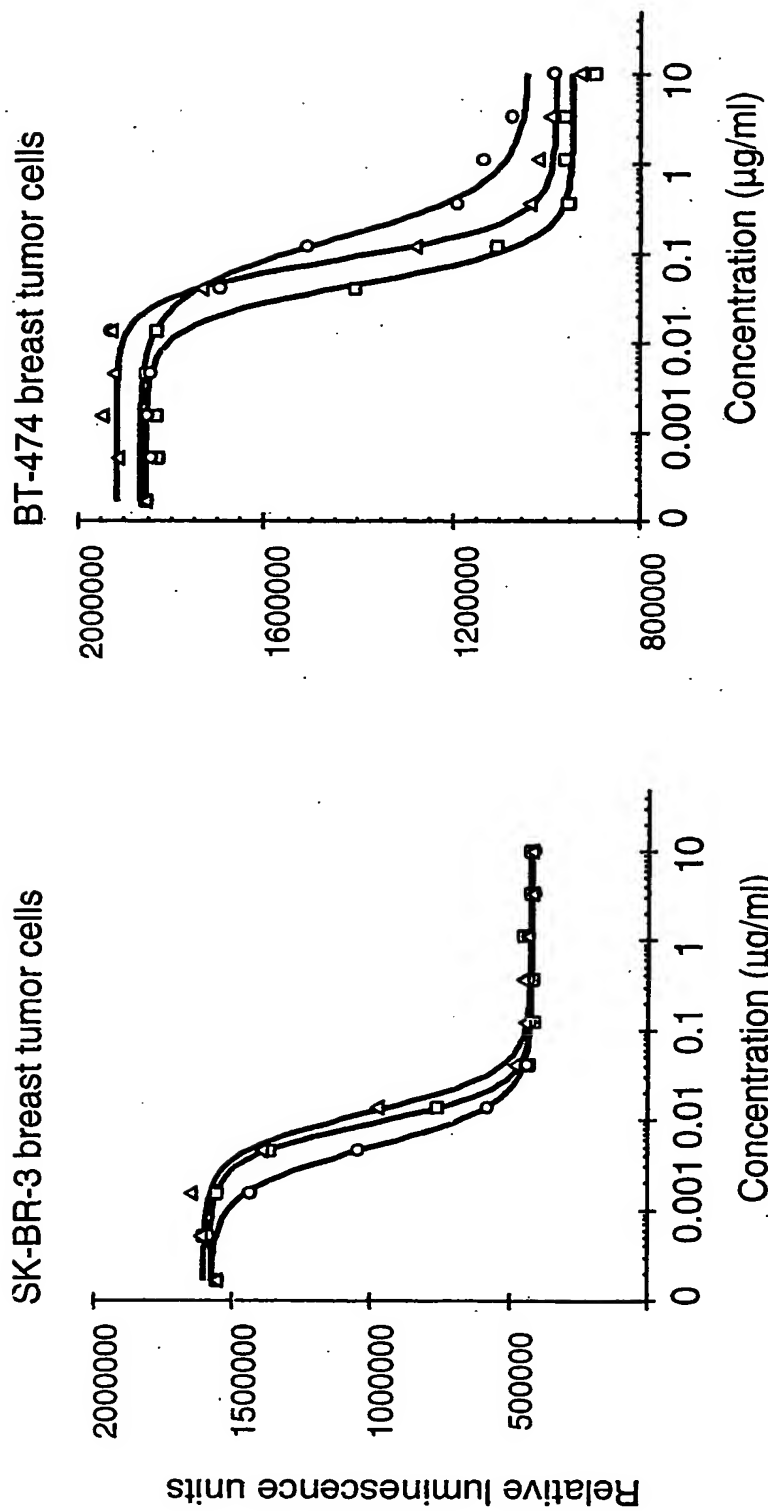 SK-BR-3 breast tumor cells
Relative luminescence units
2000000
1500000
1000000
500000
0 0.001 0.01 0.1 1 10
Concentration (µg/ml)
BT-474 breast tumor cells
2000000
1600000
1200000
800000
0 0.001 0.01 0.1 1 10
Concentration (µg/ml)